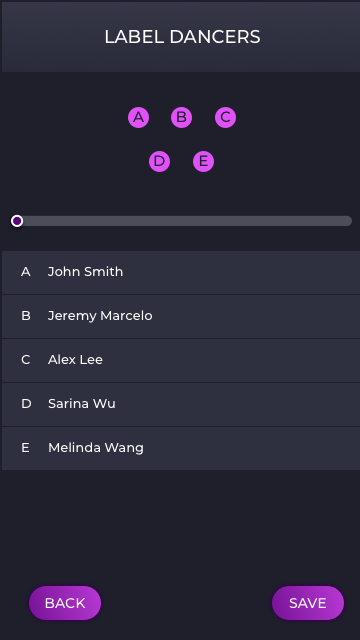 LABEL DANCERS
A B C
D E
A John Smith
B Jeremy Marcelo
C Alex Lee
D Sarina Wu
E Melinda Wang
BACK SAVE